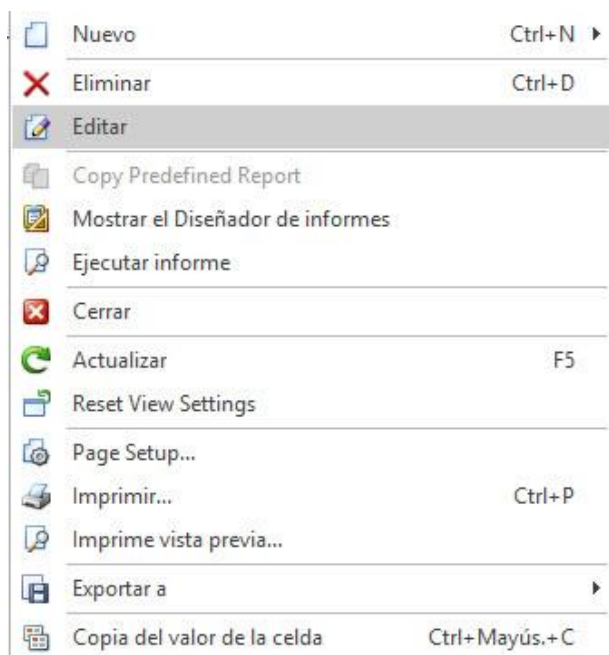 Nuevo Ctrl+N
Eliminar Ctrl+D
Editar
Copy Predefined Report
Mostrar el Diseñador de informes
Ejecutar informe
Cerrar
Actualizar F5
Reset View Settings
Page Setup...
Imprimir... Ctrl+P
Imprime vista previa...
Exportar a
Copia del valor de la celda Ctrl+Mayús.+C